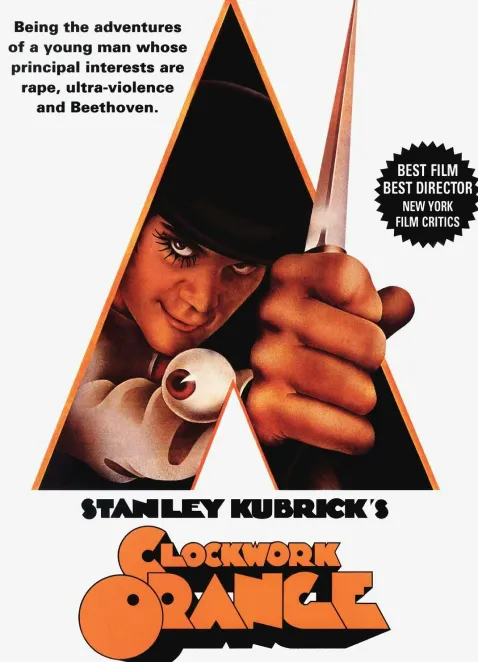 Being the adventures
of a young man whose
principal interests are
rape, ultra-violence
and Beethoven.
BEST FILM
BEST DIRECTOR
NEW YORK
FILM CRITICS
STANLEY KUBRICK'S
CLOCKWORK
ORANGE